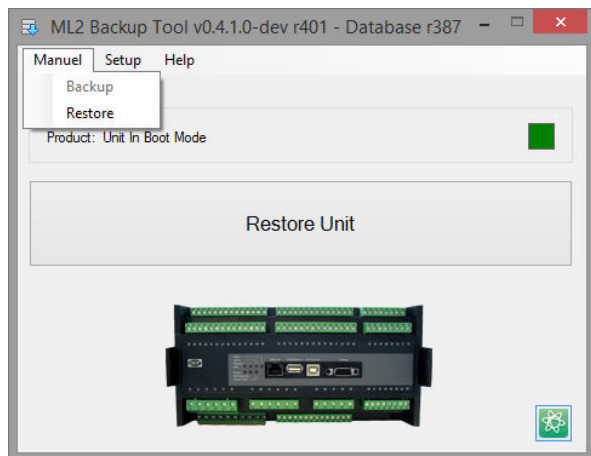 ML2 Backup Tool v0.4.1.0-dev r401 - Database r387
Manuel Setup Help
Backup
Restore
Product: Unit In Boot Mode
Restore Unit